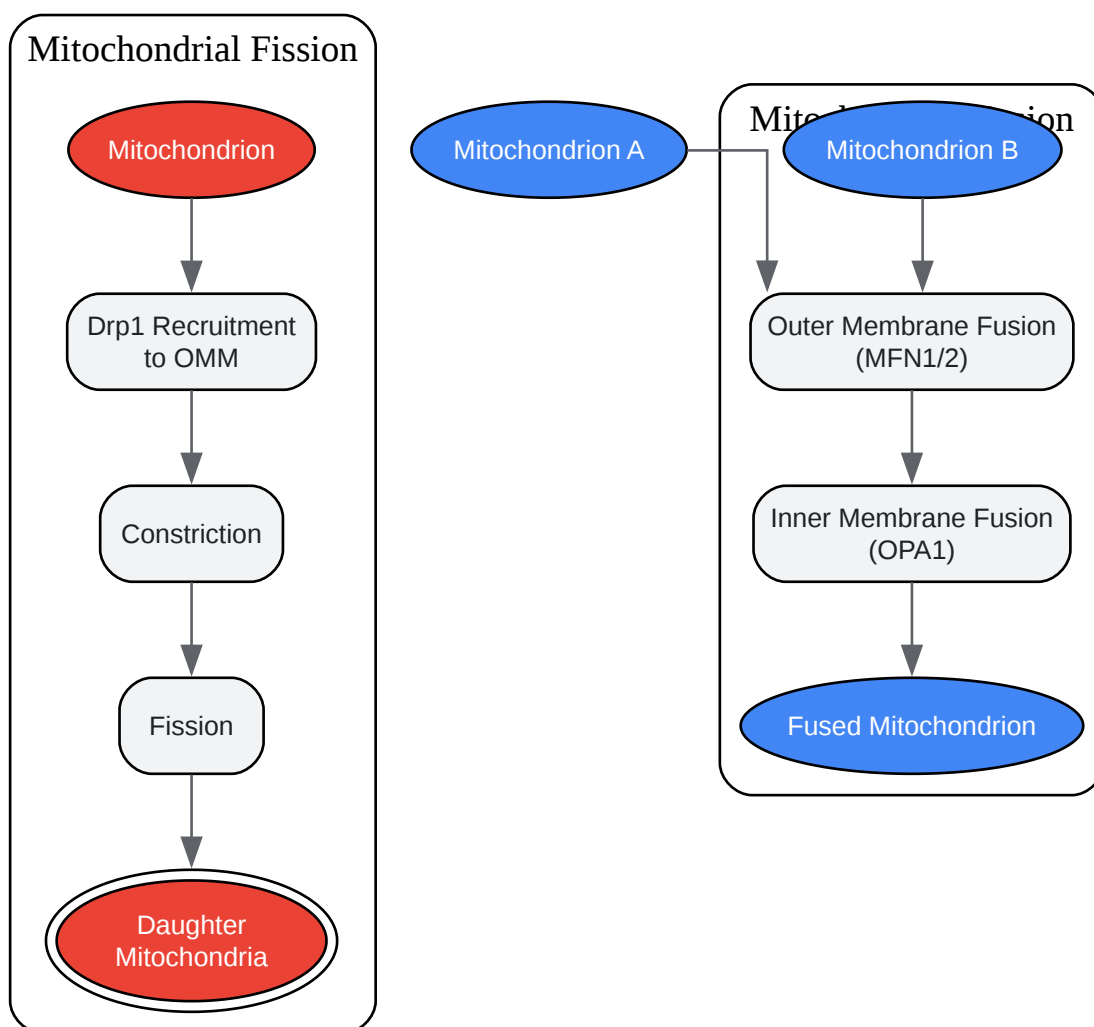 Mitochondrial Fission
Mitochondrion
Drp1 Recruitment
to OMM
Constriction
Fission
Daughter
Mitochondria
Mitochondrion A
Mitochondrion B
Outer Membrane Fusion
(MFN1/2)
Inner Membrane Fusion
(OPA1)
Fused Mitochondrion